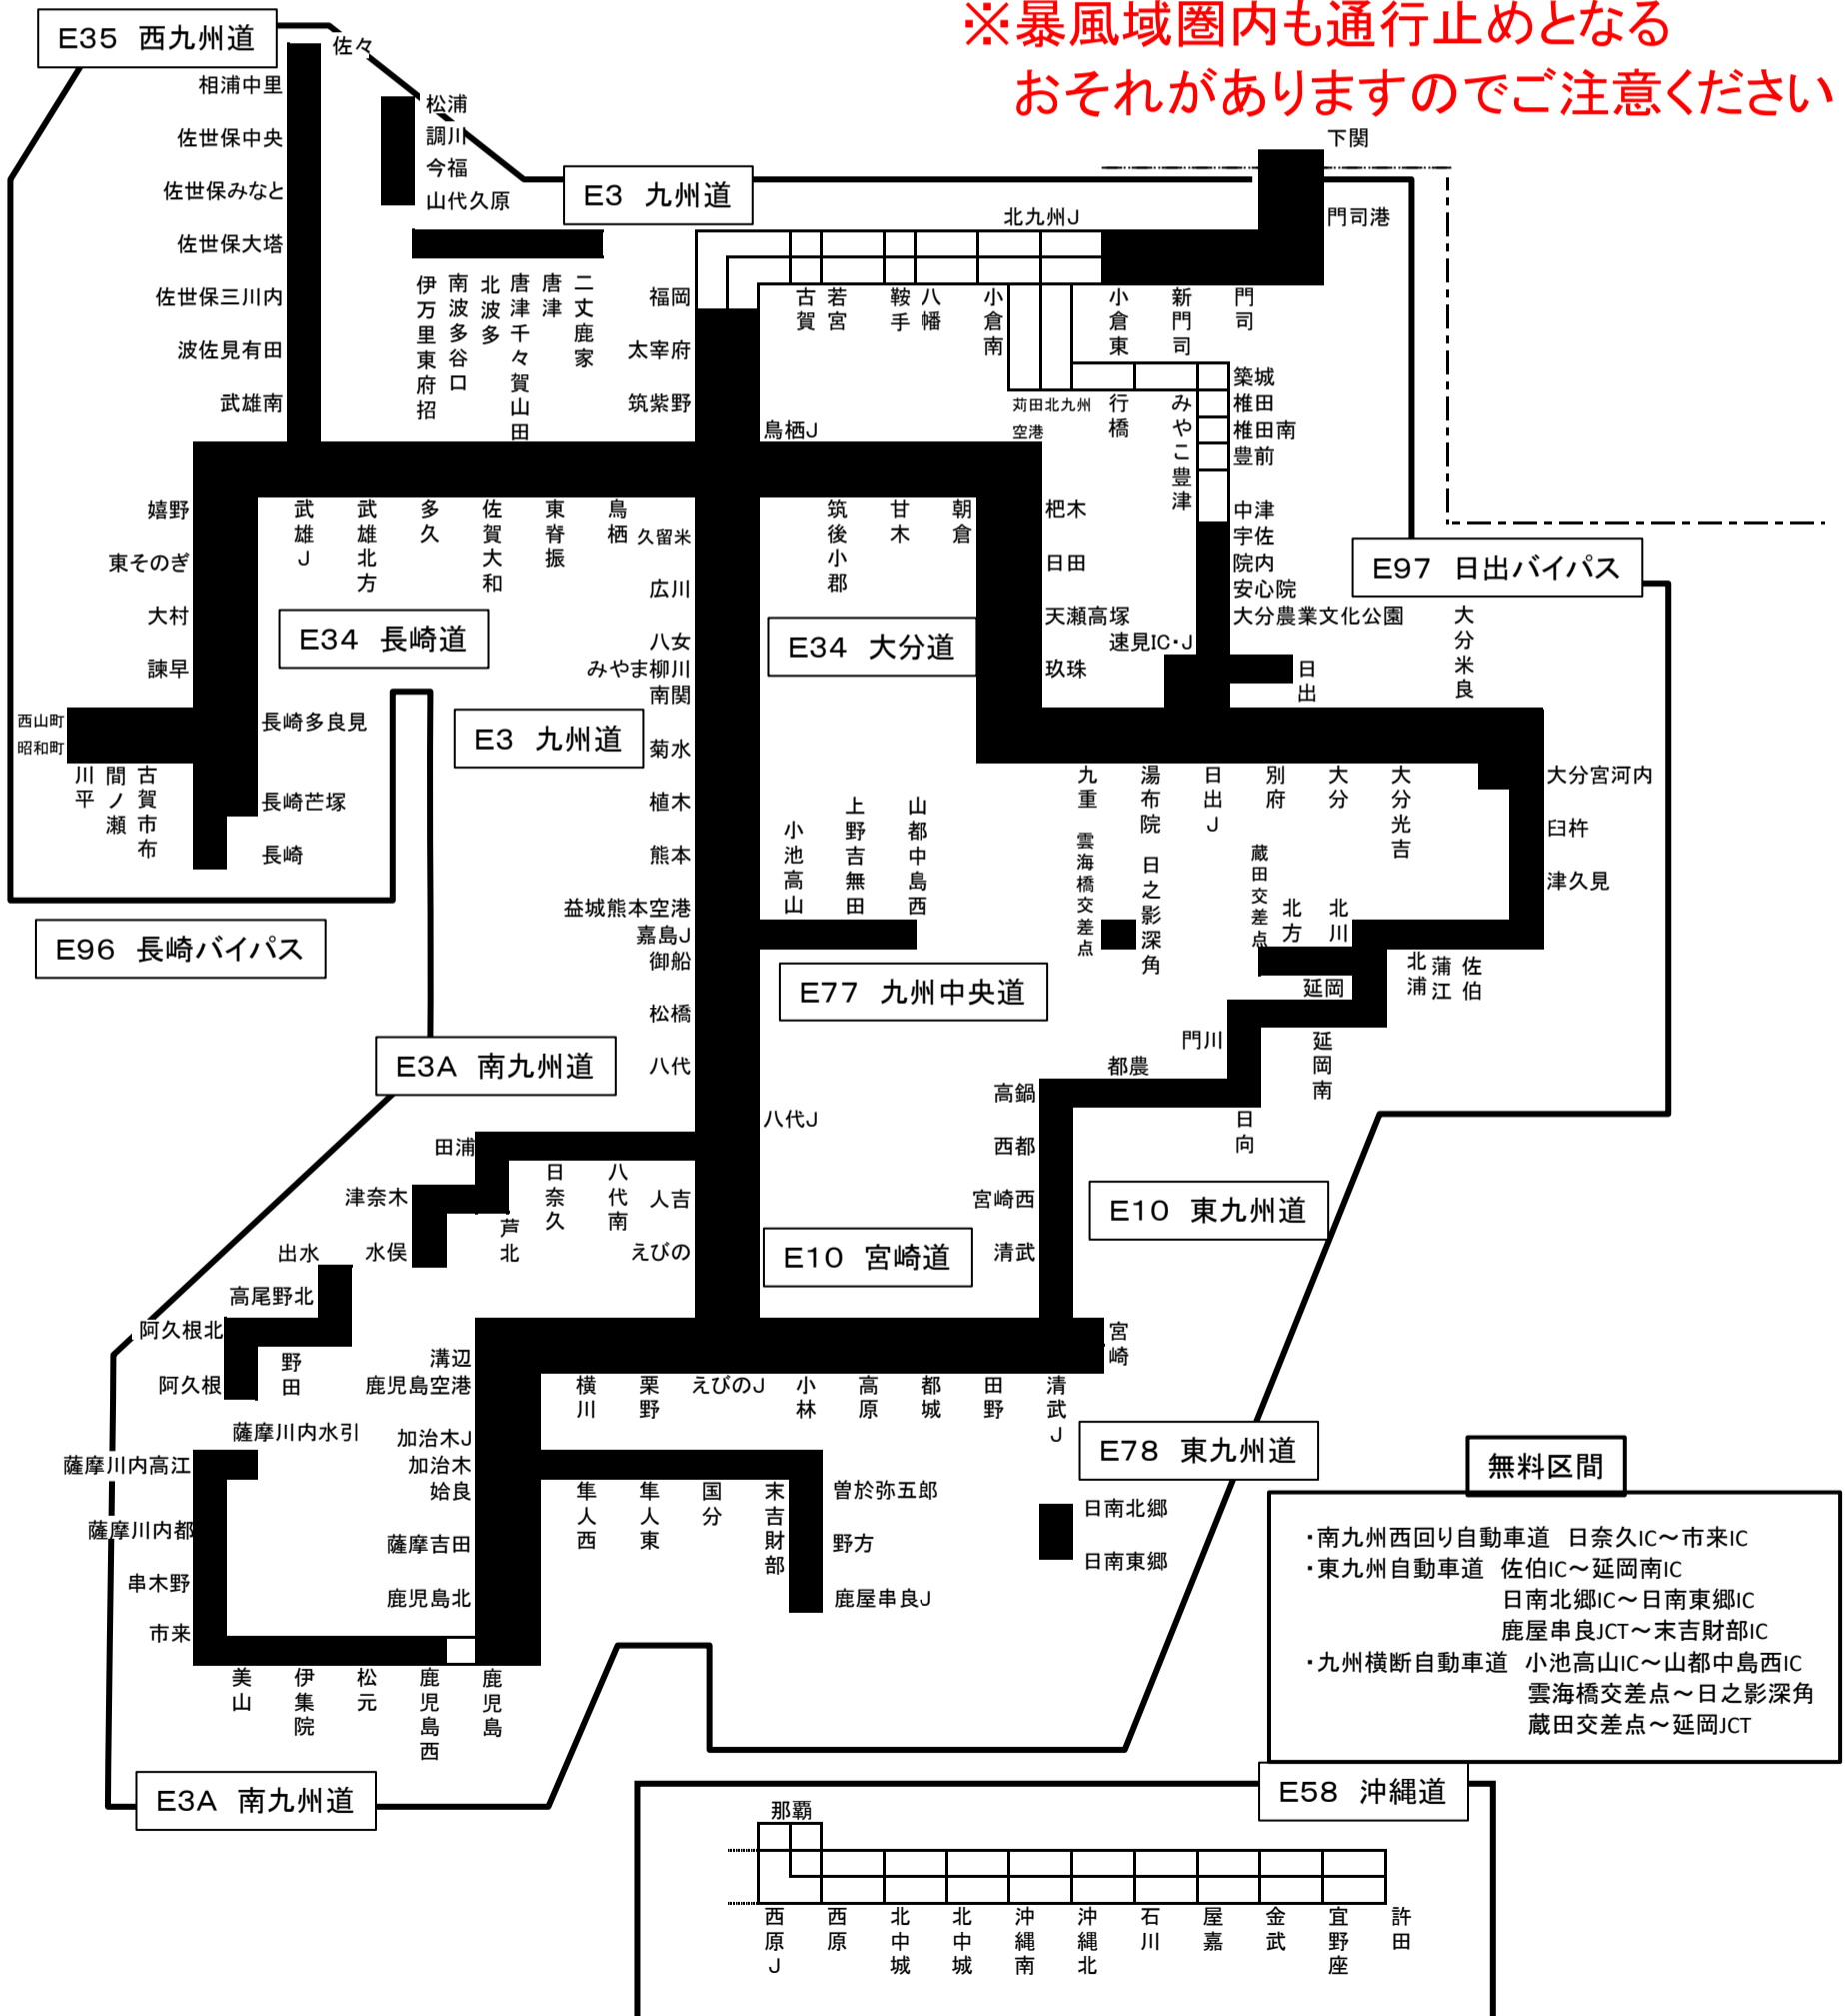 ※暴風域圏内も通行止めとなる
おそれがありますのでご注意ください
E35 西九州道
佐々
相浦中里
佐世保中央
佐世保みなと
佐世保大塔
佐世保三川内
波佐見有田
武雄南
松浦
調川
今福
山代久原
E3 九州道
下関
門司港
北九州J
伊万里東府招
南波多谷口
北波多
唐津千々賀山田
唐津
二丈鹿家
福岡
太宰府
筑紫野
古賀
若宮
鞍手
八幡
小倉南
小倉東
新門司
門司
鳥栖J
苅田北九州
空港
行橋
みやこ豊津
築城
椎田
椎田南
豊前
中津
宇佐
院内
安心院
大分農業文化公園
速見IC・J
日出
E97 日出バイパス
大分米良
嬉野
東そのぎ
大村
諫早
武雄J
武雄北方
多久
佐賀大和
東脊振
鳥栖
久留米
広川
八女
みやま柳川
南関
菊水
植木
熊本
益城熊本空港
嘉島J
御船
松橋
八代
筑後小郡
甘木
朝倉
杷木
日田
天瀬高塚
玖珠
E34 長崎道
E34 大分道
E3 九州道
西山町
昭和町
川平
間ノ瀬
古賀市布
長崎多良見
長崎芒塚
長崎
E96 長崎バイパス
九重
湯布院
日出J
別府
大分
大分光吉
大分宮河内
臼杵
津久見
小池高山
上野吉無田
山都中島西
雲海橋交差点
日之影深角
蔵田交差点
北方
北川
延岡
北浦
蒲江
佐伯
E77 九州中央道
E3A 南九州道
門川
延岡南
都農
高鍋
日向
西都
宮崎西
清武
八代J
田浦
津奈木
水俣
芦北
日奈久
八代南
人吉
えびの
E10 宮崎道
E10 東九州道
出水
高尾野北
阿久根北
阿久根
野田
薩摩川内水引
薩摩川内高江
薩摩川内都
串木野
市来
溝辺
鹿児島空港
加治木J
加治木
姶良
薩摩吉田
鹿児島北
横川
栗野
えびのJ
小林
高原
都城
田野
清武J
宮崎
隼人西
隼人東
国分
末吉財部
曽於弥五郎
野方
鹿屋串良J
E78 東九州道
日南北郷
日南東郷
美山
伊集院
松元
鹿児島西
鹿児島
E3A 南九州道
無料区間
・南九州西回り自動車道 日奈久IC～市来IC
・東九州自動車道 佐伯IC～延岡南IC
日南北郷IC～日南東郷IC
鹿屋串良JCT～末吉財部IC
・九州横断自動車道 小池高山IC～山都中島西IC
雲海橋交差点～日之影深角
蔵田交差点～延岡JCT
E58 沖縄道
那覇
西原J
西原
北中城
北中城
沖縄南
沖縄北
石川
屋嘉
金武
宜野座
許田